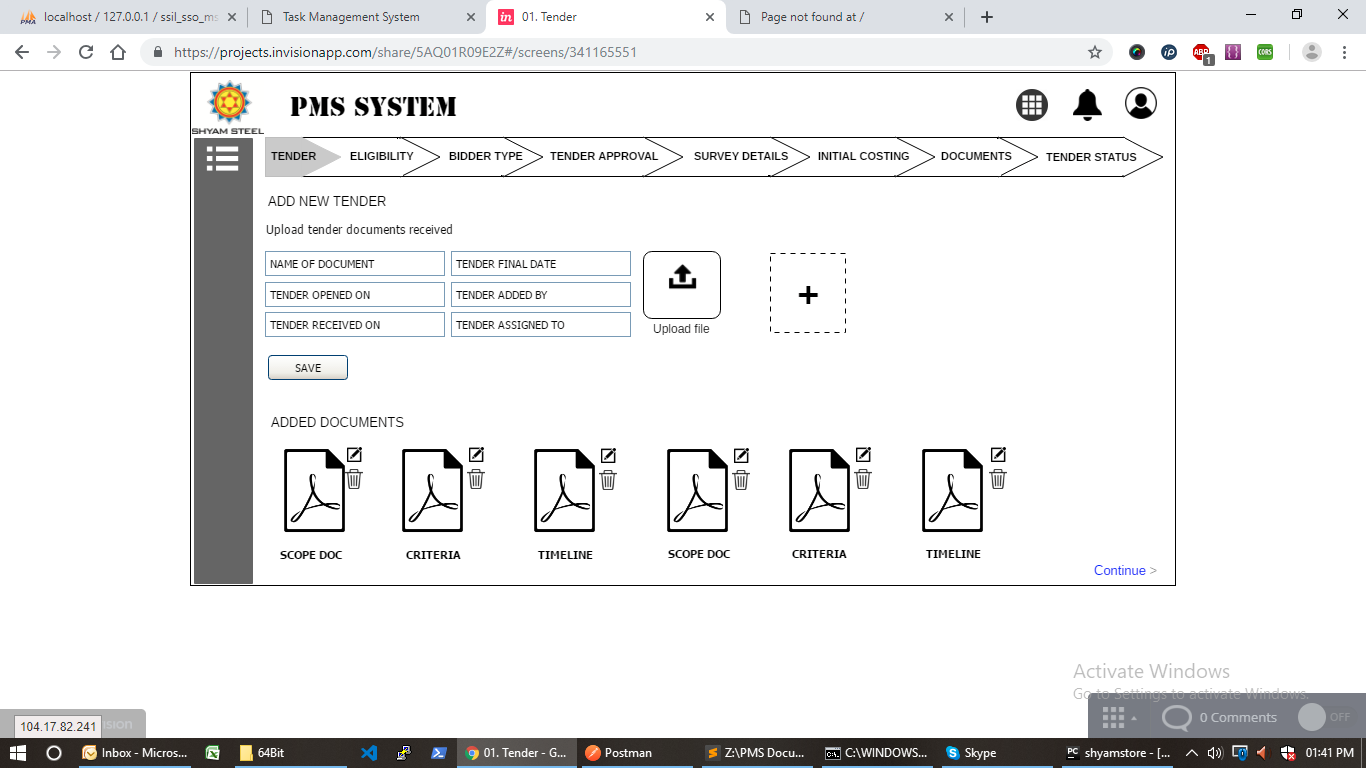 localhost / 127.0.0.1 / ssil_sso_ms
Task Management System
in 01. Tender
Page not found at /
https://projects.invisionapp.com/share/5AQ01R09E2Z#/screens/341165551
ABP
1
CORS
SHYAM STEEL
PMS SYSTEM
TENDER
ELIGIBILITY
BIDDER TYPE
TENDER APPROVAL
SURVEY DETAILS
INITIAL COSTING
DOCUMENTS
TENDER STATUS
ADD NEW TENDER
Upload tender documents received
NAME OF DOCUMENT
TENDER FINAL DATE
TENDER OPENED ON
TENDER ADDED BY
TENDER RECEIVED ON
TENDER ASSIGNED TO
Upload file
+
SAVE
ADDED DOCUMENTS
SCOPE DOC
CRITERIA
TIMELINE
SCOPE DOC
CRITERIA
TIMELINE
Continue >
Activate Windows
Go to Settings to activate Windows.
104.17.82.241
0 Comments
OFF
Inbox - Micros...
64Bit
01. Tender - G...
Postman
Z:\PMS Docu...
C:\WINDOWS...
Skype
shyamstore - [...
01:41 PM